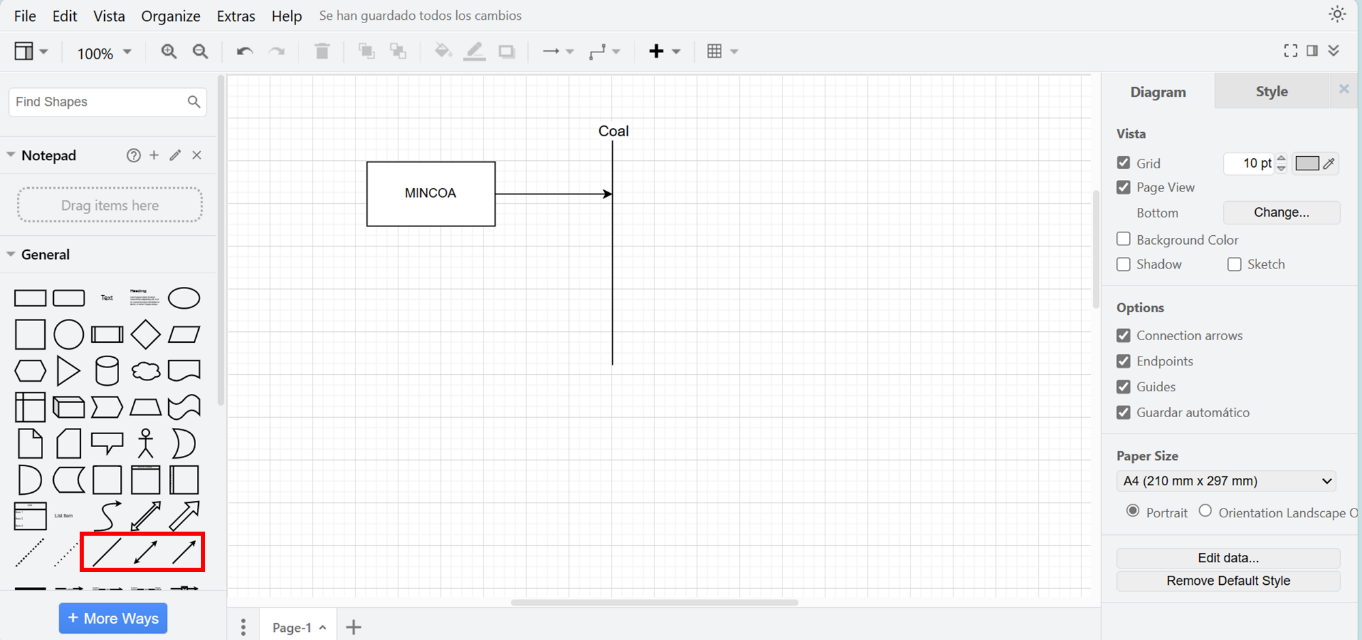 File Edit Vista Organize Extras Help Se han guardado todos los cambios
100%
Find Shapes
Notepad
Drag items here
General
Text
Heading
List Item
+ More Ways
Coal
MINCOA
Page-1
Diagram Style
Vista
Grid 10 pt
Page View
Bottom Change...
Background Color
Shadow Sketch
Options
Connection arrows
Endpoints
Guides
Guardar automático
Paper Size
A4 (210 mm x 297 mm)
Portrait Orientation Landscape O
Edit data...
Remove Default Style